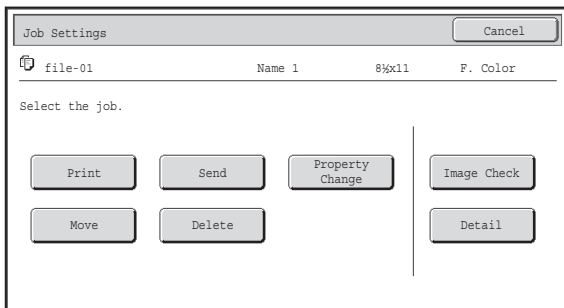 Job Settings
Cancel
file-01 Name 1 8½x11 F. Color
Select the job.
Print Send Property Change Image Check
Move Delete Detail